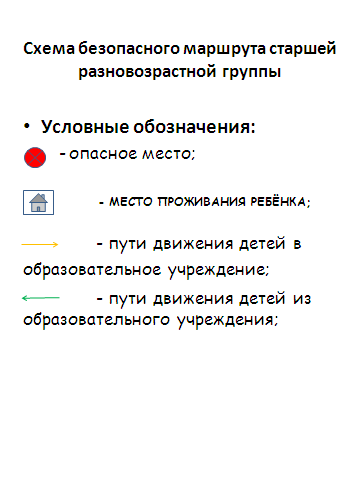 Схема безопасного маршрута старшей
разновозрастной группы
• Условные обозначения:
- опасное место;
- МЕСТО ПРОЖИВАНИЯ РЕБЁНКА;
- пути движения детей в
образовательное учреждение;
- пути движения детей из
образовательного учреждения;